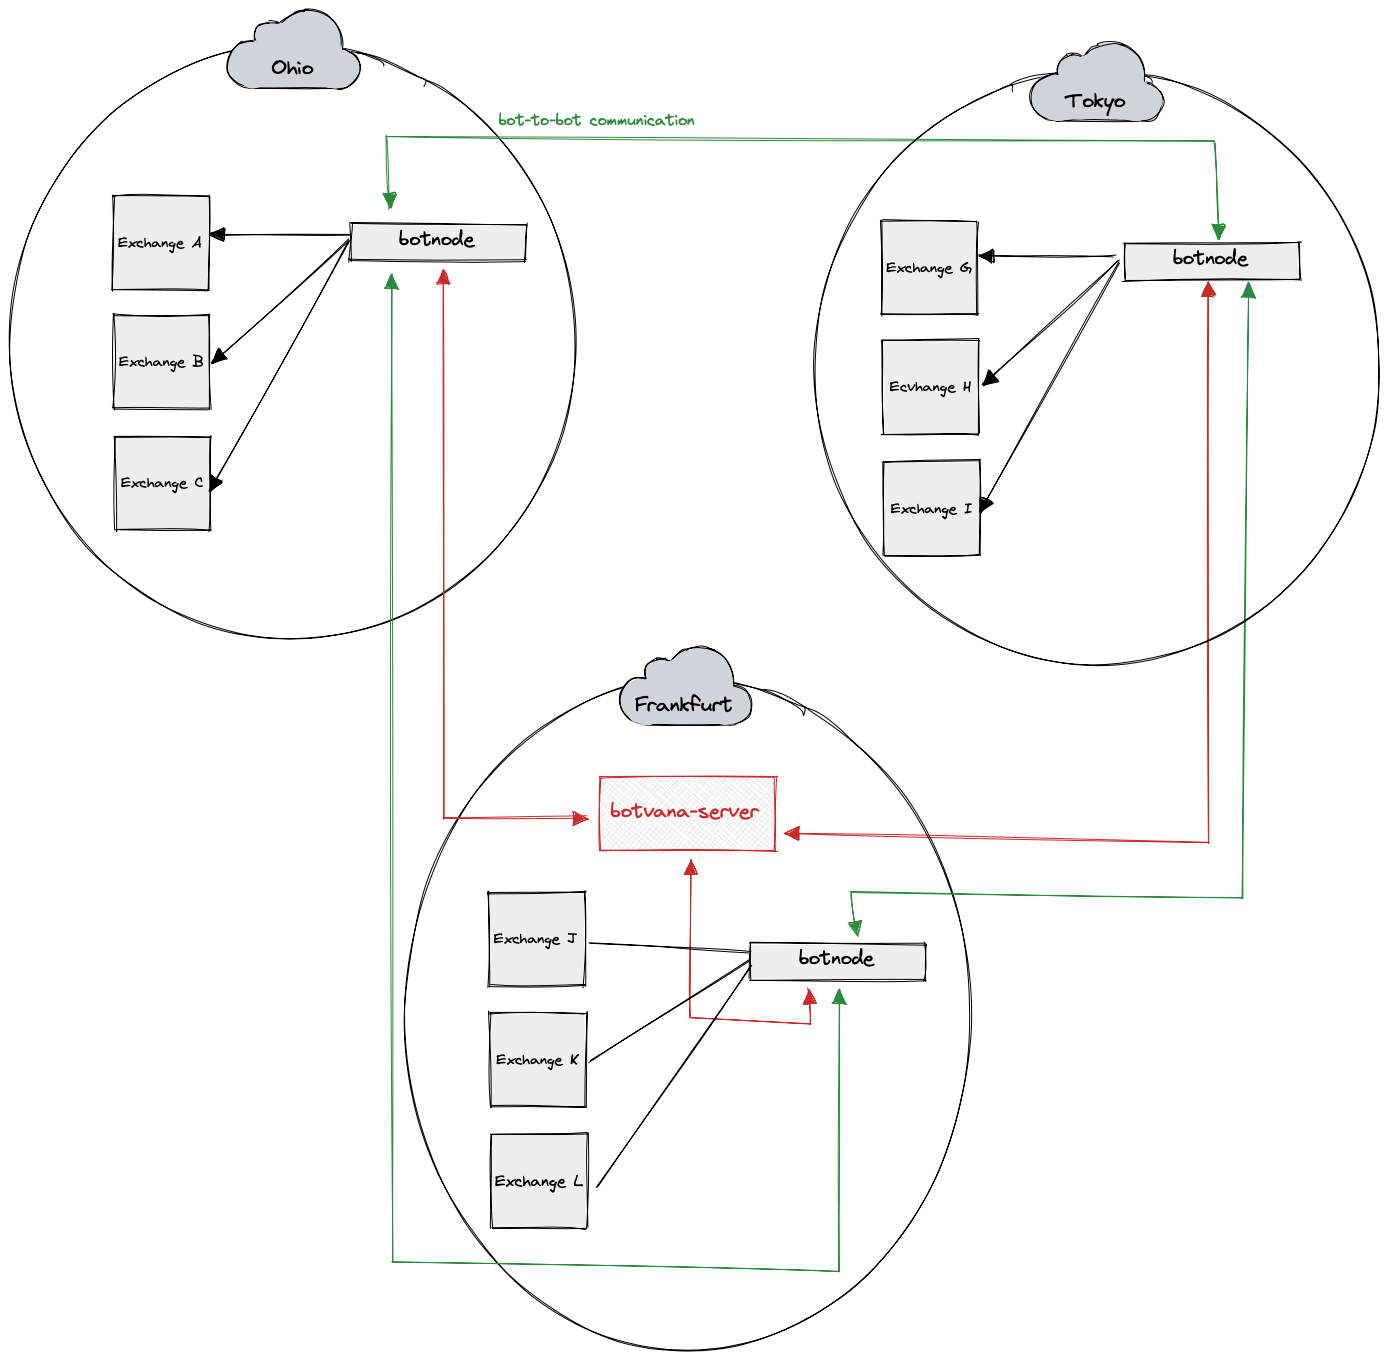 Ohio
Tokyo
bot-to-bot communication
Exchange A
botnode
Exchange B
Exchange C
botnode
Exchange G
Ecvhange H
Exchange I
Frankfurt
botvana-server
Exchange J
botnode
Exchange K
Exchange L